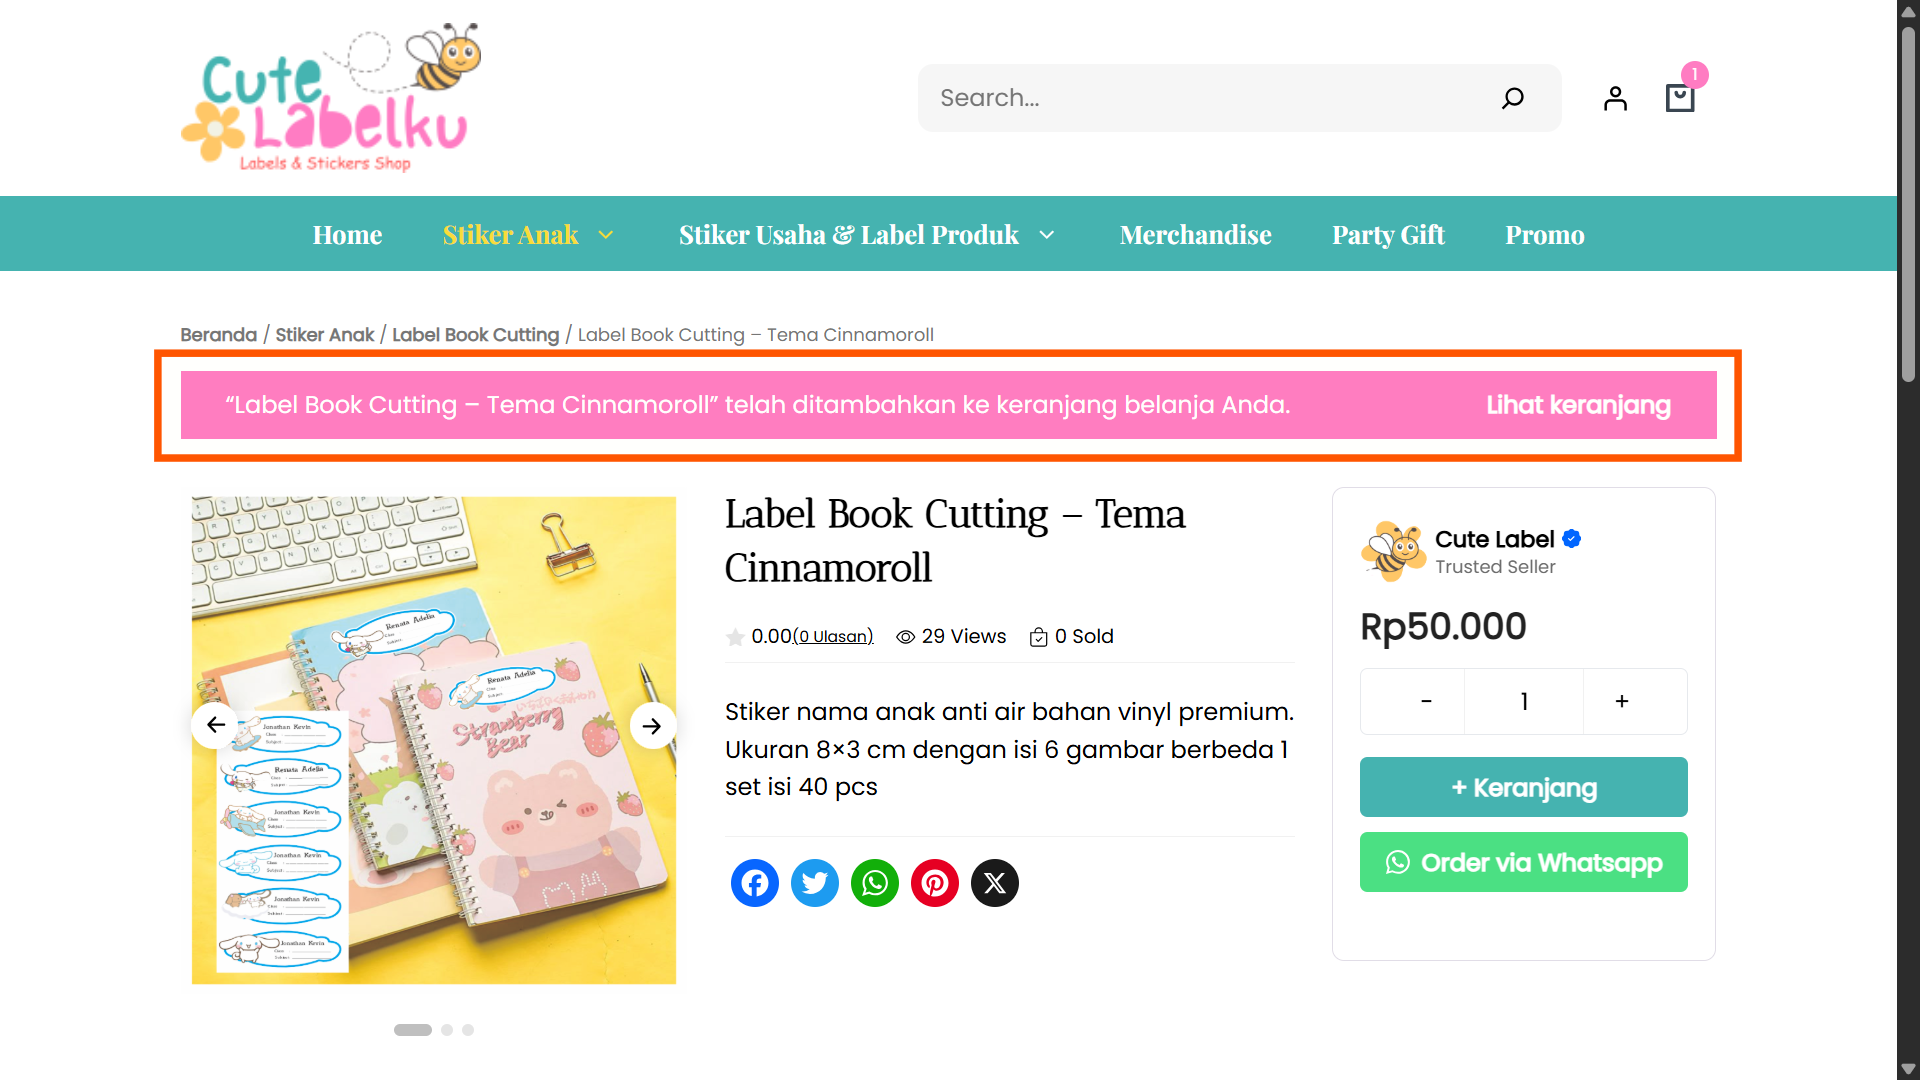 Cute
Labelku
Labels & Stickers Shop
Search...
1
Home
Stiker Anak
Stiker Usaha & Label Produk
Merchandise
Party Gift
Promo
Beranda / Stiker Anak / Label Book Cutting / Label Book Cutting – Tema Cinnamoroll
“Label Book Cutting – Tema Cinnamoroll” telah ditambahkan ke keranjang belanja Anda.
Lihat keranjang
Renata Adelia
Renata Adelia
Strawberry
Bear
Jonathan Kevin
Renata Adelia
Jonathan Kevin
Jonathan Kevin
Jonathan Kevin
Jonathan Kevin
Label Book Cutting – Tema
Cinnamoroll
0.00(0 Ulasan)
29 Views
0 Sold
Stiker nama anak anti air bahan vinyl premium.
Ukuran 8×3 cm dengan isi 6 gambar berbeda 1
set isi 40 pcs
Cute Label
Trusted Seller
Rp50.000
- 1 +
+ Keranjang
Order via Whatsapp